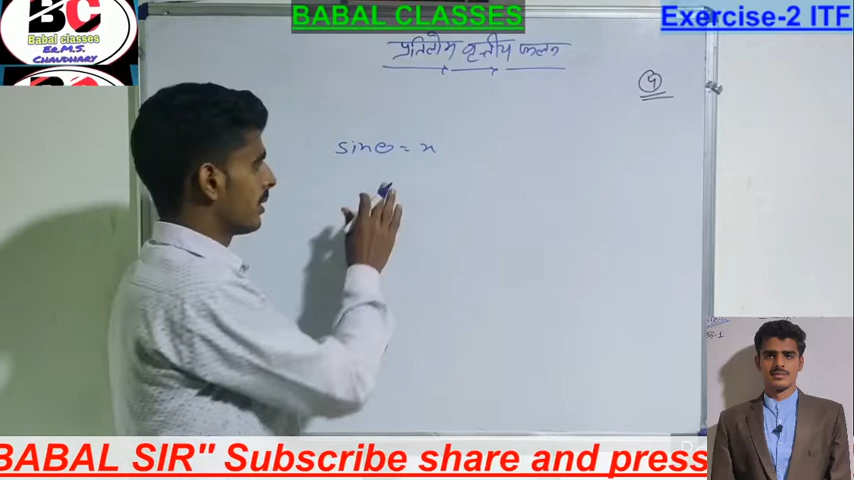 BABAL CLASSES
Exercise-2 ITF
BC
Babal classes
ER.M.S.
CHAUDHARY
प्रतिलोम वृत्तीय फलन
sinθ = x
BABAL SIR" Subscribe share and press